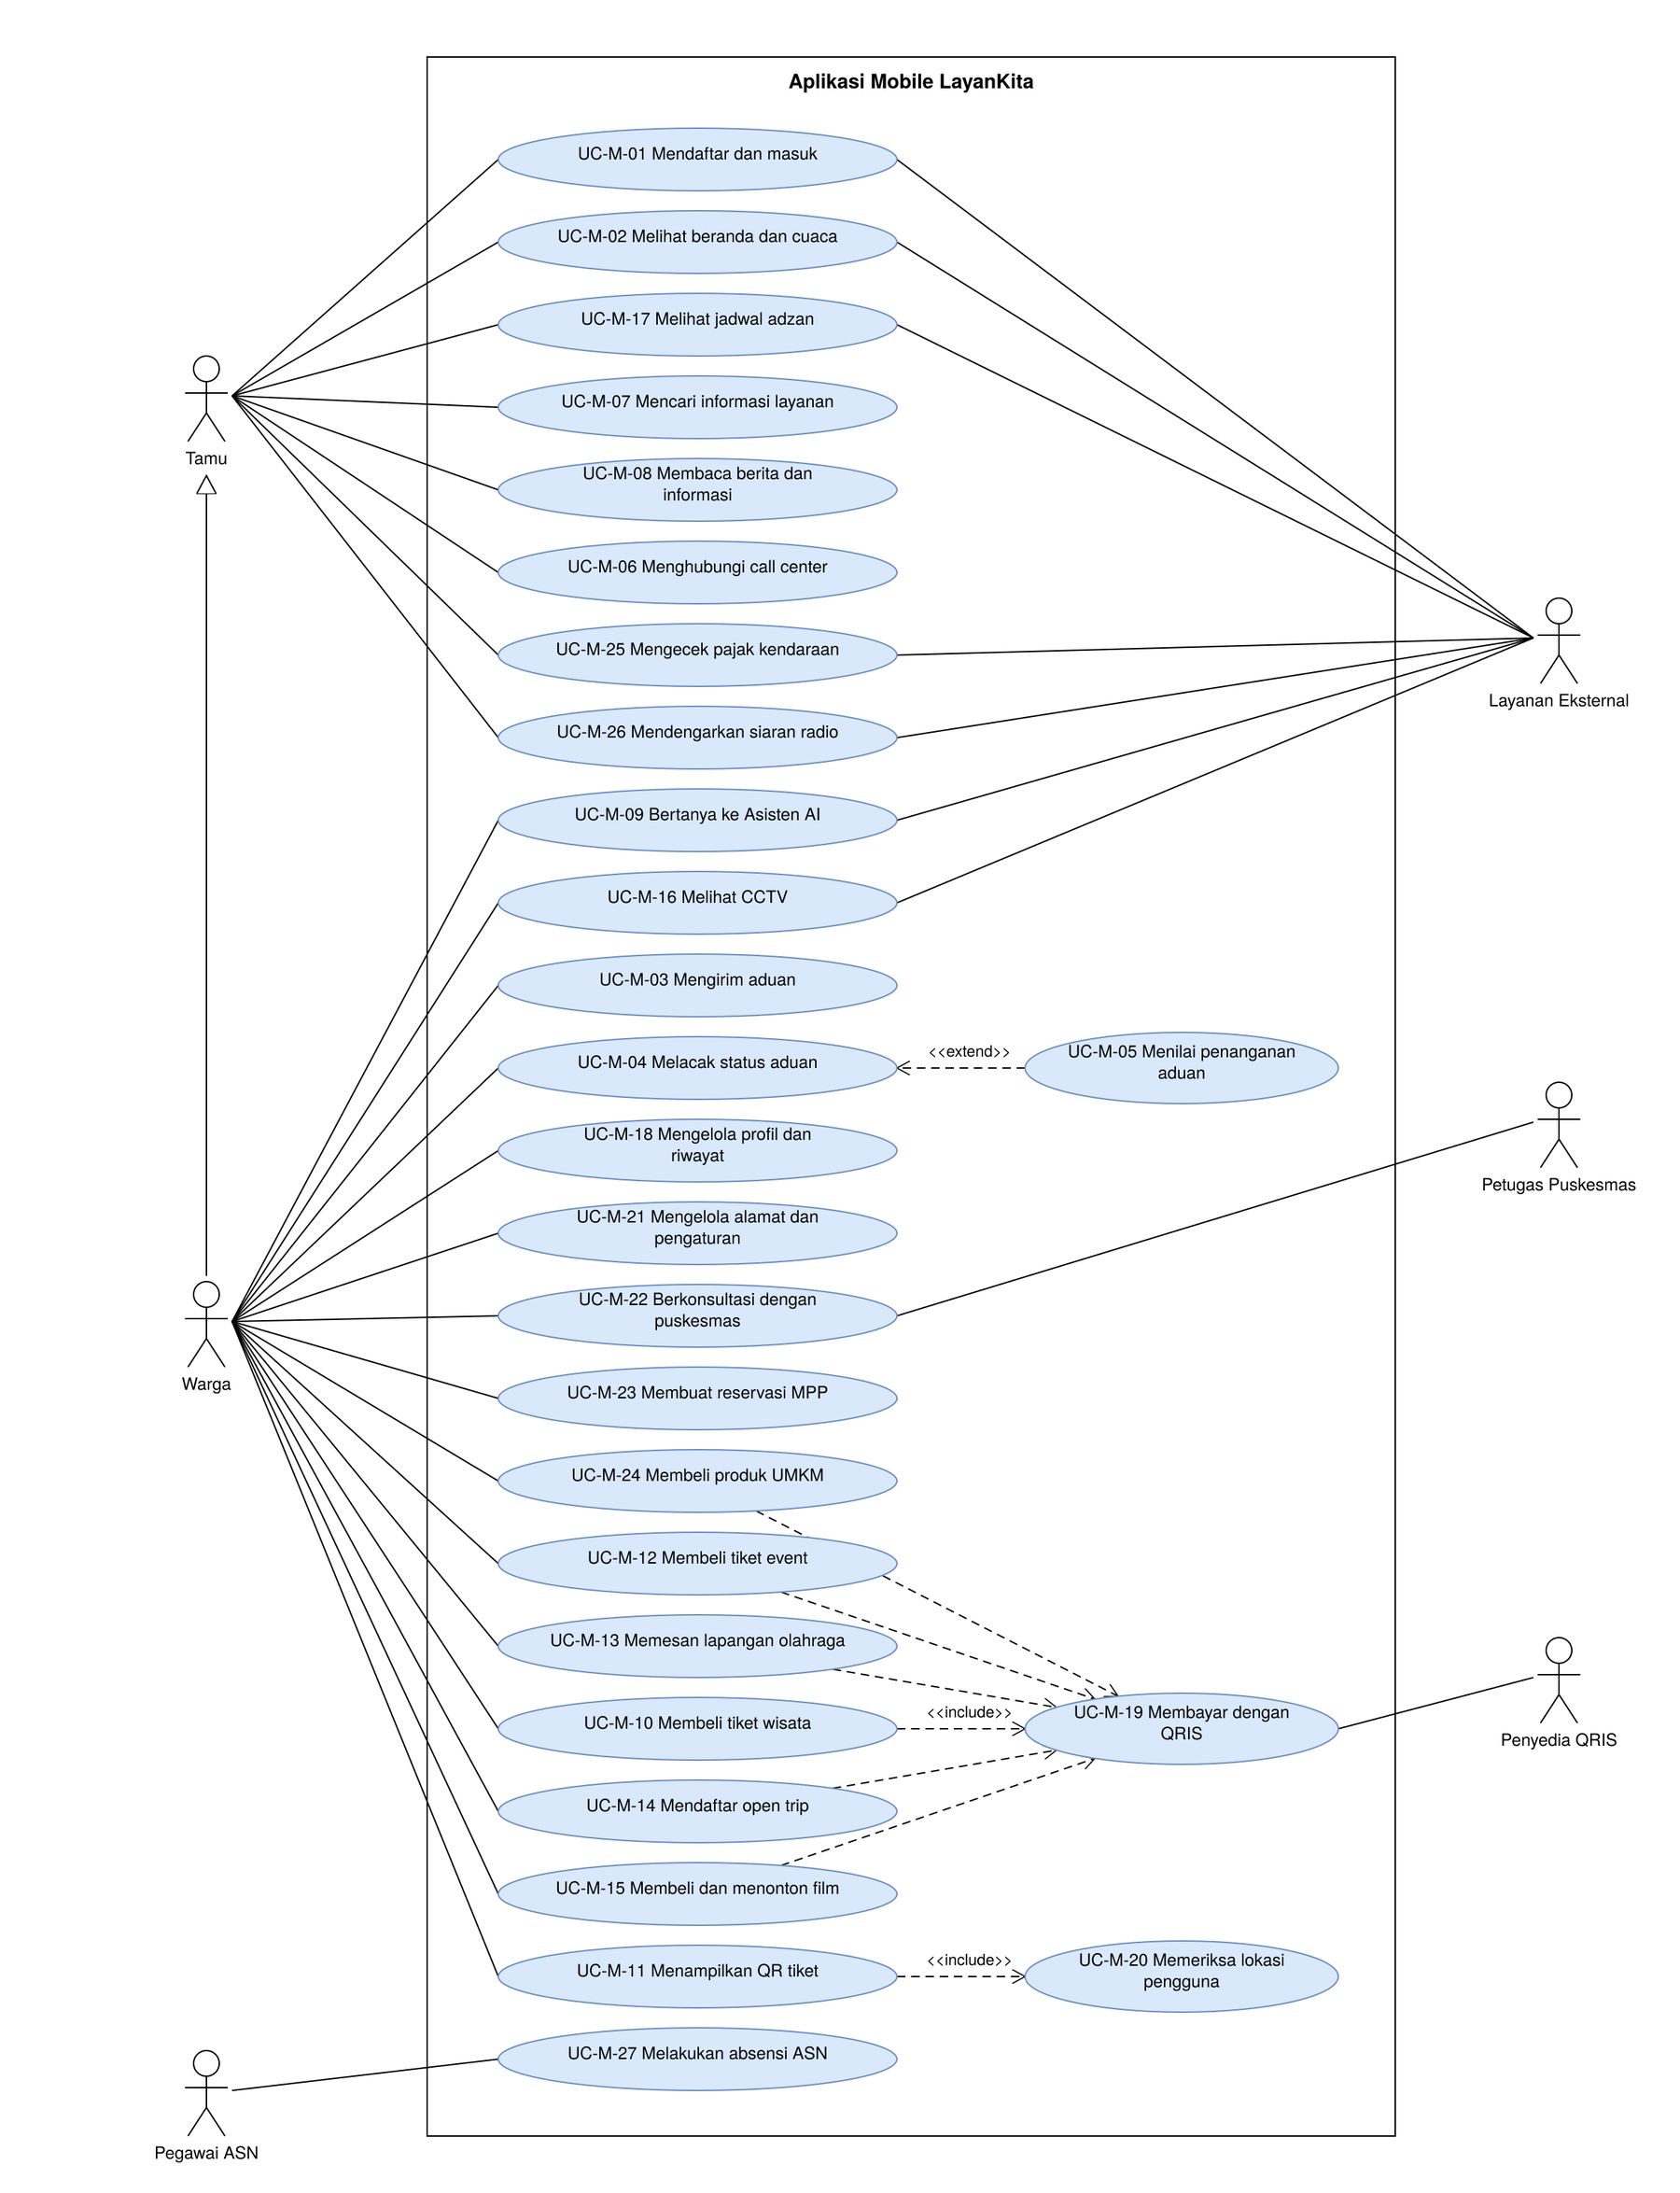 Aplikasi Mobile LayanKita
UC-M-01 Mendaftar dan masuk
UC-M-02 Melihat beranda dan cuaca
UC-M-17 Melihat jadwal adzan
UC-M-07 Mencari informasi layanan
Tamu
UC-M-08 Membaca berita dan
informasi
UC-M-06 Menghubungi call center
UC-M-25 Mengecek pajak kendaraan
Layanan Eksternal
UC-M-26 Mendengarkan siaran radio
UC-M-09 Bertanya ke Asisten AI
UC-M-16 Melihat CCTV
UC-M-03 Mengirim aduan
UC-M-04 Melacak status aduan
<<extend>>
UC-M-05 Menilai penanganan
aduan
UC-M-18 Mengelola profil dan
riwayat
Petugas Puskesmas
UC-M-21 Mengelola alamat dan
pengaturan
UC-M-22 Berkonsultasi dengan
puskesmas
Warga
UC-M-23 Membuat reservasi MPP
UC-M-24 Membeli produk UMKM
UC-M-12 Membeli tiket event
UC-M-13 Memesan lapangan olahraga
UC-M-10 Membeli tiket wisata
<<include>>
UC-M-19 Membayar dengan
QRIS
Penyedia QRIS
UC-M-14 Mendaftar open trip
UC-M-15 Membeli dan menonton film
UC-M-11 Menampilkan QR tiket
<<include>>
UC-M-20 Memeriksa lokasi
pengguna
UC-M-27 Melakukan absensi ASN
Pegawai ASN